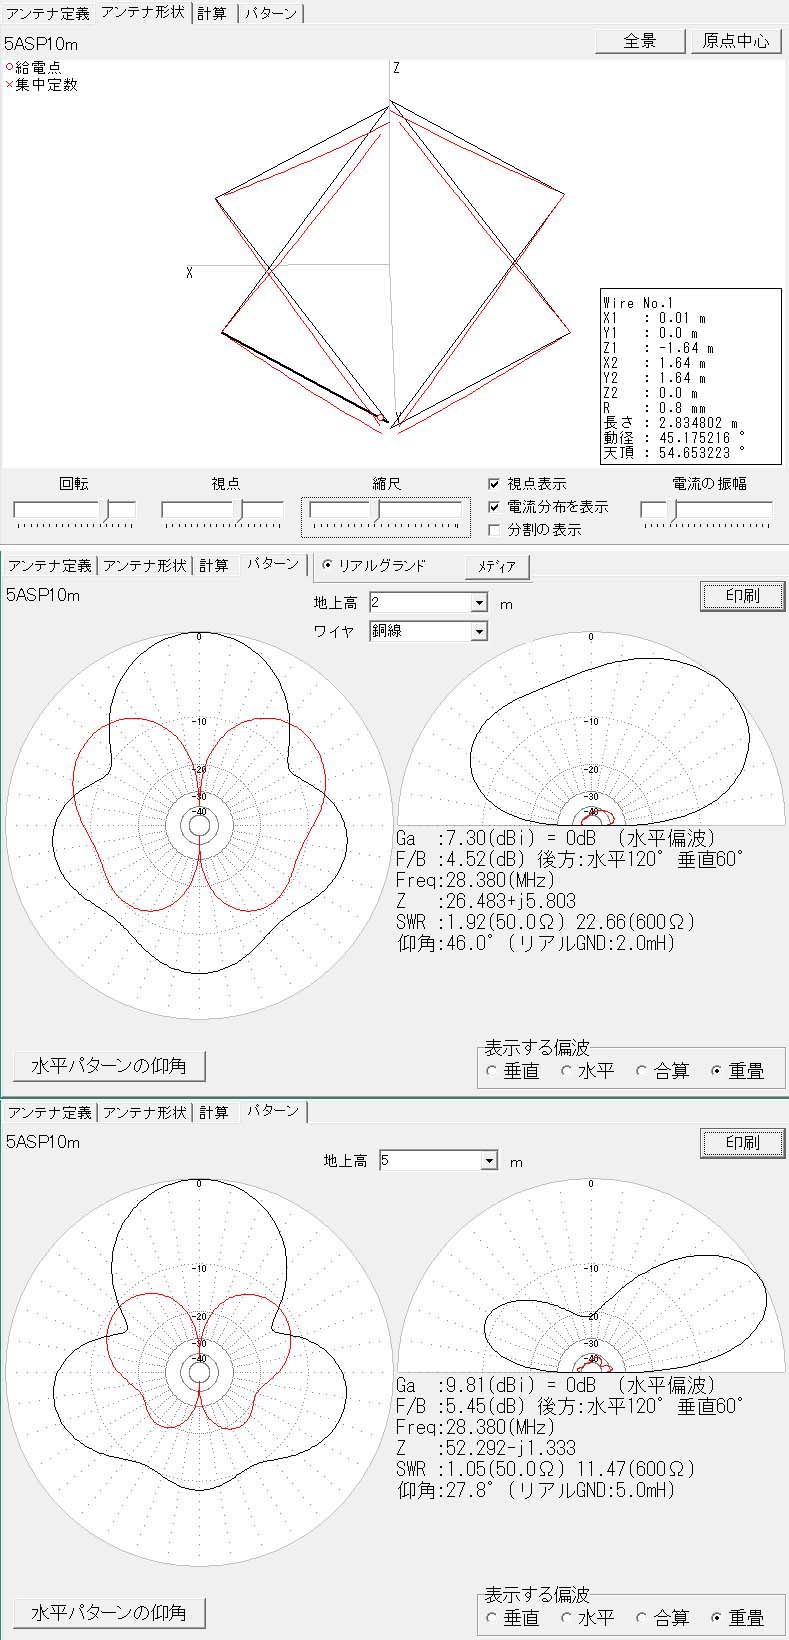 アンテナ定義 アンテナ形状 計算 パターン
5ASP10m
全景 原点中心
○給電点
×集中定数
Z
X
Y
Wire No.1
X1 : 0.01 m
Y1 : 0.0 m
Z1 : -1.64 m
X2 : 1.64 m
Y2 : 1.64 m
Z2 : 0.0 m
R : 0.8 mm
長さ : 2.834802 m
動径 : 45.175216 °
天頂 : 54.653223 °
回転 視点 縮尺 視点表示 電流の振幅
電流分布を表示
分割の表示
アンテナ定義 アンテナ形状 計算 パターン リアルグランド メディア
5ASP10m 地上高 2 m 印刷
ワイヤ 銅線
0 0
-10 -10
-20 -20
-30 -30
-40 -40
Ga :7.30(dBi) = 0dB (水平偏波)
F/B :4.52(dB) 後方:水平120° 垂直60°
Freq:28.380(MHz)
Z :26.483+j5.803
SWR :1.92(50.0Ω) 22.66(600Ω)
仰角:46.0° (リアルGND:2.0mH)
表示する偏波
水平パターンの仰角 垂直 水平 合算 重畳
アンテナ定義 アンテナ形状 計算 パターン
5ASP10m 印刷
地上高 5 m
0 0
-10 -10
-20 -20
-30 -30
-40 -40
Ga :9.81(dBi) = 0dB (水平偏波)
F/B :5.45(dB) 後方:水平120° 垂直60°
Freq:28.380(MHz)
Z :52.292-j1.333
SWR :1.05(50.0Ω) 11.47(600Ω)
仰角:27.8° (リアルGND:5.0mH)
表示する偏波
水平パターンの仰角 垂直 水平 合算 重畳